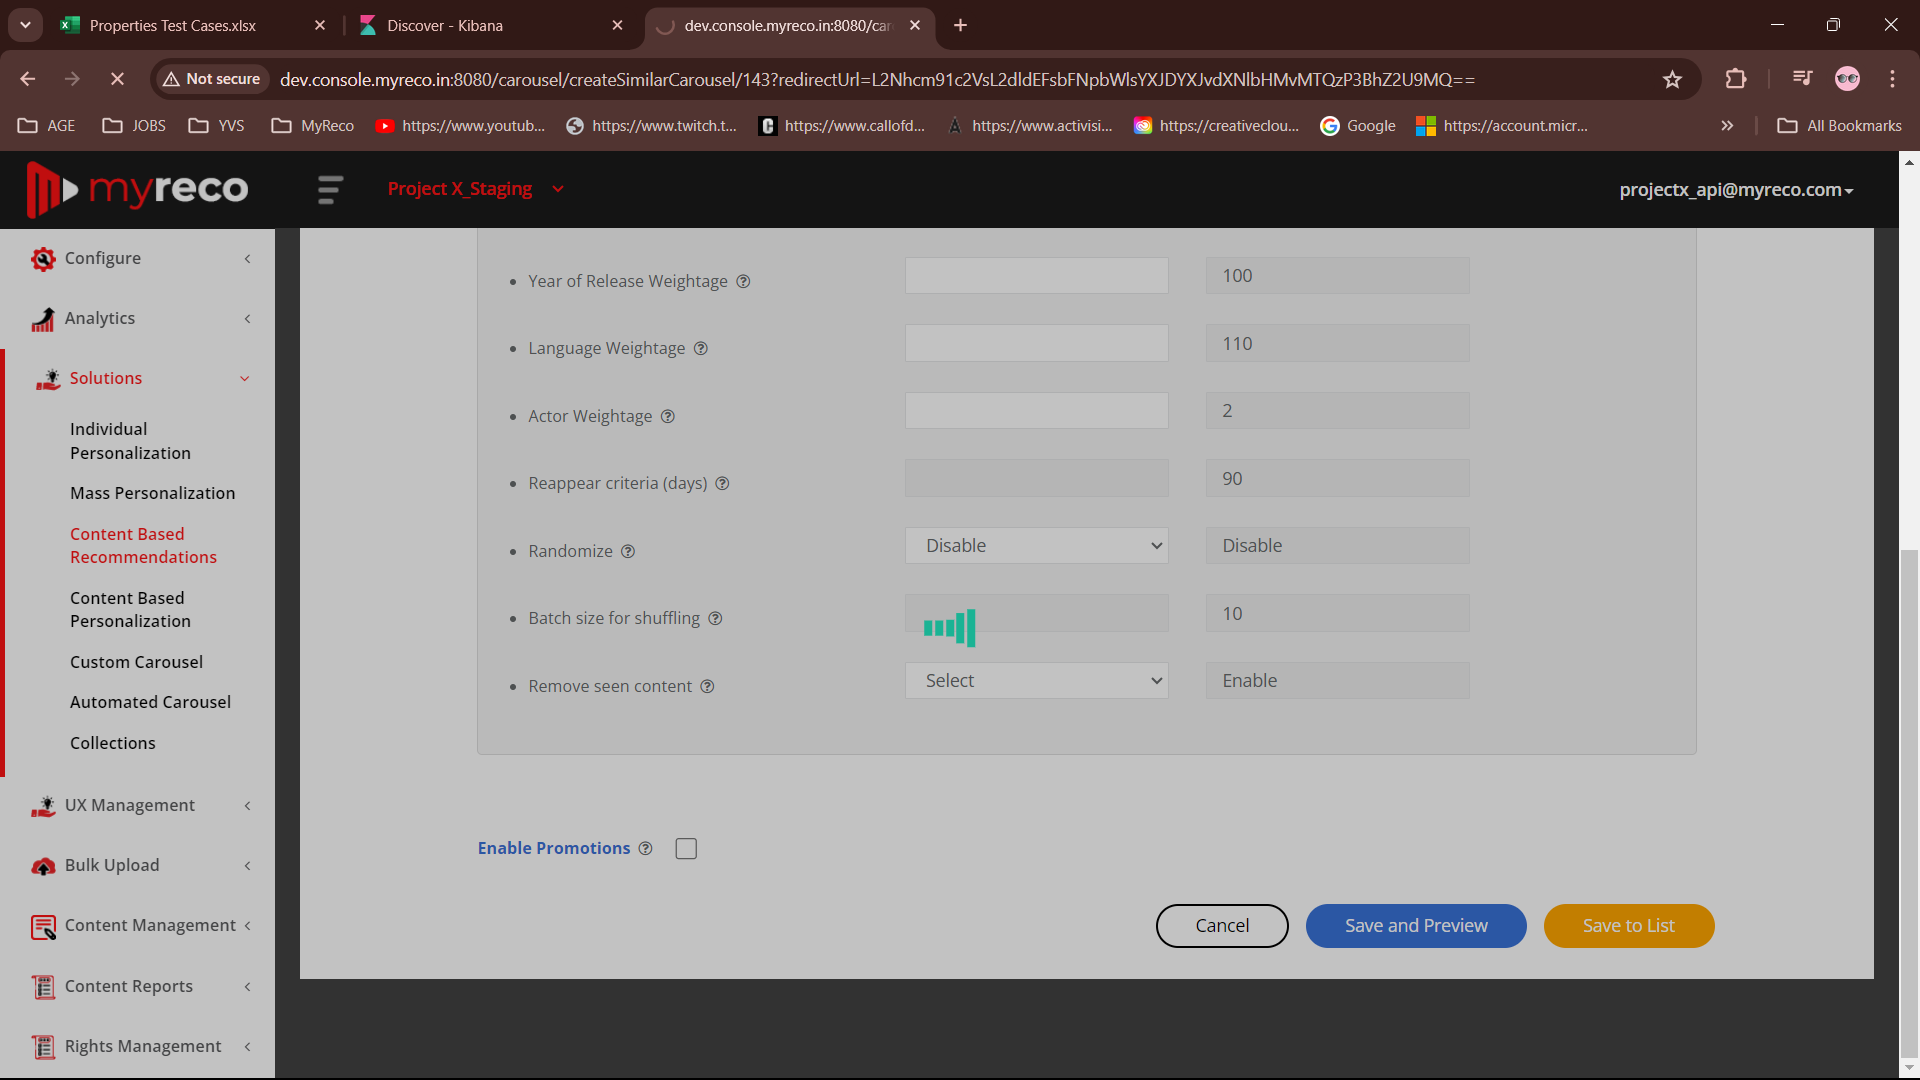 Properties Test Cases.xlsx
Discover - Kibana
dev.console.myreco.in:8080/car
Not secure
dev.console.myreco.in:8080/carousel/createSimilarCarousel/143?redirectUrl=L2Nhcm91c2VsL2dldEFsbFNpbWlsYXJDYXJvdXNlbHMvMTQzP3BhZ2U9MQ==
AGE
JOBS
YVS
MyReco
https://www.youtub...
https://www.twitch.t...
https://www.callofd...
https://www.activisi...
https://creativeclou...
Google
https://account.micr...
All Bookmarks
myreco
Project X_Staging
projectx_api@myreco.com
Configure
Analytics
Solutions
Individual
Personalization
Mass Personalization
Content Based
Recommendations
Content Based
Personalization
Custom Carousel
Automated Carousel
Collections
UX Management
Bulk Upload
Content Management
Content Reports
Rights Management
Year of Release Weightage
100
Language Weightage
110
Actor Weightage
2
Reappear criteria (days)
90
Randomize
Disable
Disable
Batch size for shuffling
10
Remove seen content
Select
Enable
Enable Promotions
Cancel
Save and Preview
Save to List